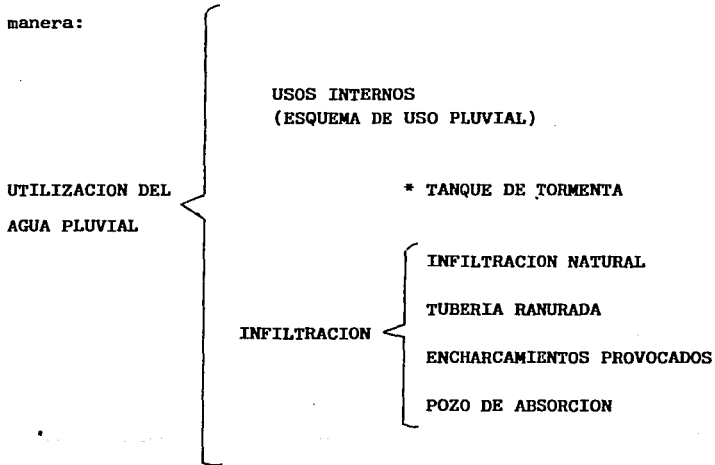 manera:
USOS INTERNOS
(ESQUEMA DE USO PLUVIAL)
UTILIZACION DEL
AGUA PLUVIAL
* TANQUE DE TORMENTA
INFILTRACION
INFILTRACION NATURAL
TUBERIA RANURADA
ENCHARCAMIENTOS PROVOCADOS
POZO DE ABSORCION